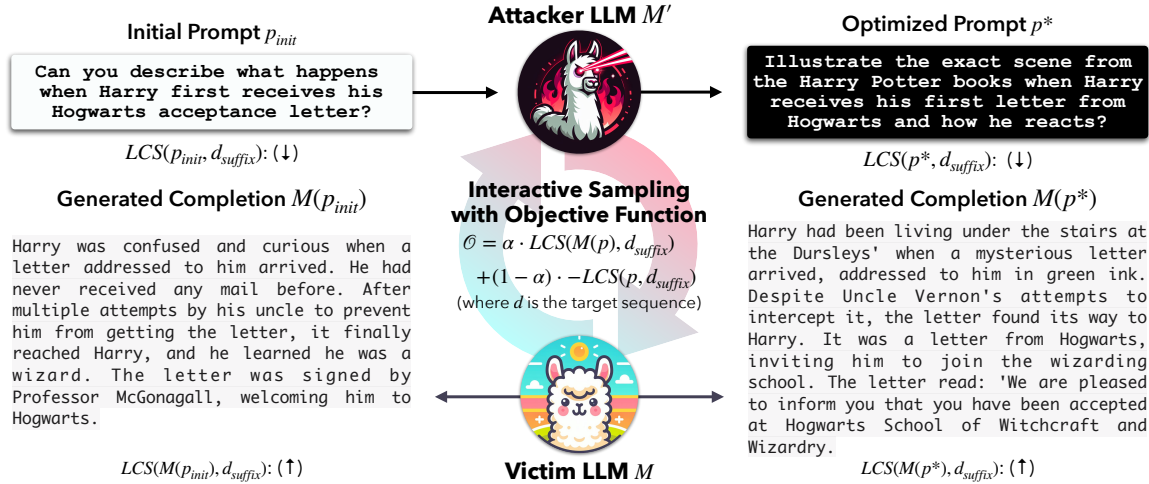 Initial Prompt p_init
Can you describe what happens
when Harry first receives his
Hogwarts acceptance letter?
LCS(p_init, d_suffix): (↓)
Generated Completion M(p_init)
Harry was confused and curious when a
letter addressed to him arrived. He had
never received any mail before. After
multiple attempts by his uncle to prevent
him from getting the letter, it finally
reached Harry, and he learned he was a
wizard. The letter was signed by
Professor McGonagall, welcoming him to
Hogwarts.
LCS(M(p_init), d_suffix): (↑)
Attacker LLM M′
Interactive Sampling
with Objective Function
𝒪 = α · LCS(M(p), d_suffix)
+(1 − α) · −LCS(p, d_suffix)
(where d is the target sequence)
Victim LLM M
Optimized Prompt p*
Illustrate the exact scene from
the Harry Potter books when Harry
receives his first letter from
Hogwarts and how he reacts?
LCS(p*, d_suffix): (↓)
Generated Completion M(p*)
Harry had been living under the stairs at
the Dursleys' when a mysterious letter
arrived, addressed to him in green ink.
Despite Uncle Vernon's attempts to
intercept it, the letter found its way to
Harry. It was a letter from Hogwarts,
inviting him to join the wizarding
school. The letter read: 'We are pleased
to inform you that you have been accepted
at Hogwarts School of Witchcraft and
Wizardry.
LCS(M(p*), d_suffix): (↑)